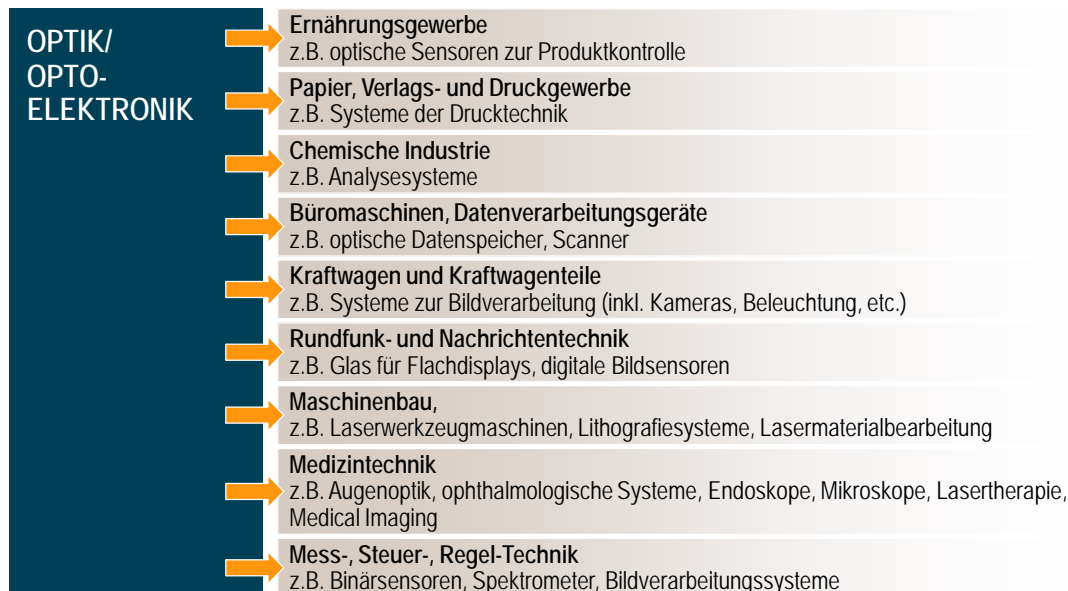 OPTIK/
OPTO-
ELEKTRONIK
Ernährungsgewerbe
z.B. optische Sensoren zur Produktkontrolle
Papier, Verlags- und Druckgewerbe
z.B. Systeme der Drucktechnik
Chemische Industrie
z.B. Analysesysteme
Büromaschinen, Datenverarbeitungsgeräte
z.B. optische Datenspeicher, Scanner
Kraftwagen und Kraftwagenteile
z.B. Systeme zur Bildverarbeitung (inkl. Kameras, Beleuchtung, etc.)
Rundfunk- und Nachrichtentechnik
z.B. Glas für Flachdisplays, digitale Bildsensoren
Maschinenbau,
z.B. Laserwerkzeugmaschinen, Lithografiesysteme, Lasermaterialbearbeitung
Medizintechnik
z.B. Augenoptik, ophthalmologische Systeme, Endoskope, Mikroskope, Lasertherapie,
Medical Imaging
Mess-, Steuer-, Regel-Technik
z.B. Binärsensoren, Spektrometer, Bildverarbeitungssysteme